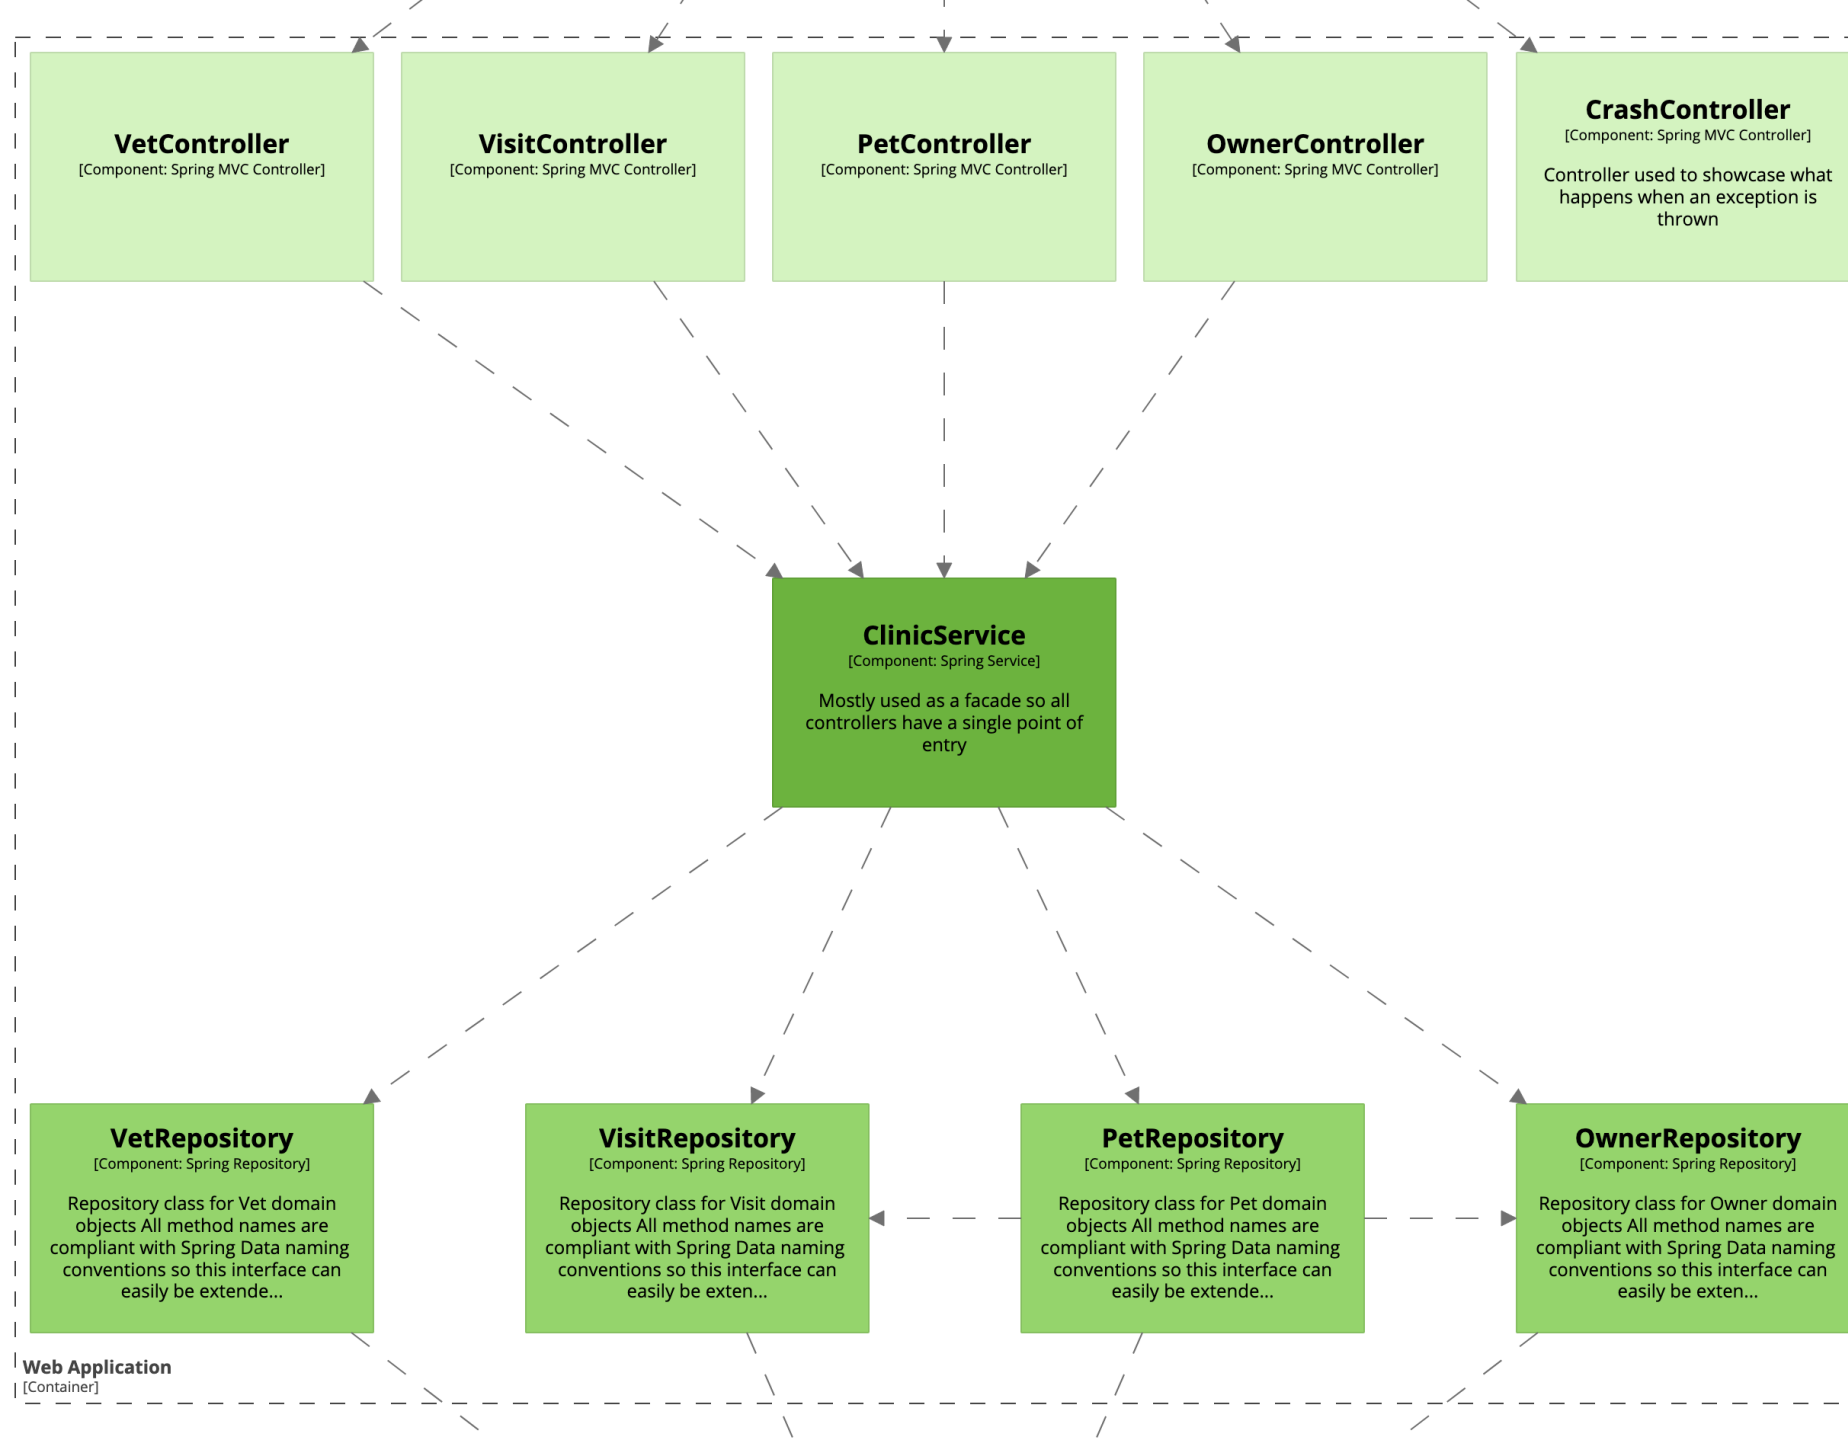 VetController
[Component: Spring MVC Controller]
VisitController
[Component: Spring MVC Controller]
PetController
[Component: Spring MVC Controller]
OwnerController
[Component: Spring MVC Controller]
CrashController
[Component: Spring MVC Controller]
Controller used to showcase what
happens when an exception is
thrown
ClinicService
[Component: Spring Service]
Mostly used as a facade so all
controllers have a single point of
entry
VetRepository
[Component: Spring Repository]
Repository class for Vet domain
objects All method names are
compliant with Spring Data naming
conventions so this interface can
easily be extende...
VisitRepository
[Component: Spring Repository]
Repository class for Visit domain
objects All method names are
compliant with Spring Data naming
conventions so this interface can
easily be exten...
PetRepository
[Component: Spring Repository]
Repository class for Pet domain
objects All method names are
compliant with Spring Data naming
conventions so this interface can
easily be extende...
OwnerRepository
[Component: Spring Repository]
Repository class for Owner domain
objects All method names are
compliant with Spring Data naming
conventions so this interface can
easily be exten...
Web Application
[Container]